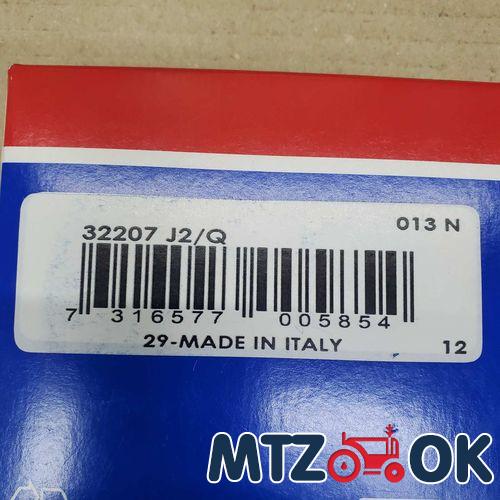 32207 J2/Q
013 N
7 316577 005854
29-MADE IN ITALY
12
MTZ OK